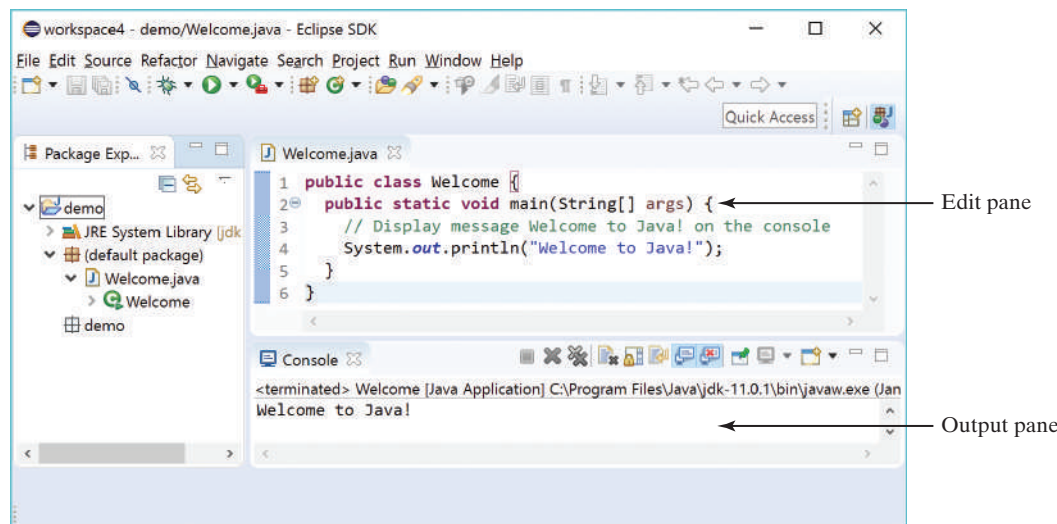 workspace4 - demo/Welcome.java - Eclipse SDK
File Edit Source Refactor Navigate Search Project Run Window Help
Quick Access
Package Exp...
Welcome.java
demo
JRE System Library [jdk
(default package)
Welcome.java
Welcome
demo
1 public class Welcome {
2 public static void main(String[] args) {
3 // Display message Welcome to Java! on the console
4 System.out.println("Welcome to Java!");
5 }
6 }
Edit pane
Console
<terminated> Welcome [Java Application] C:\Program Files\Java\jdk-11.0.1\bin\javaw.exe (Jan
Welcome to Java!
Output pane